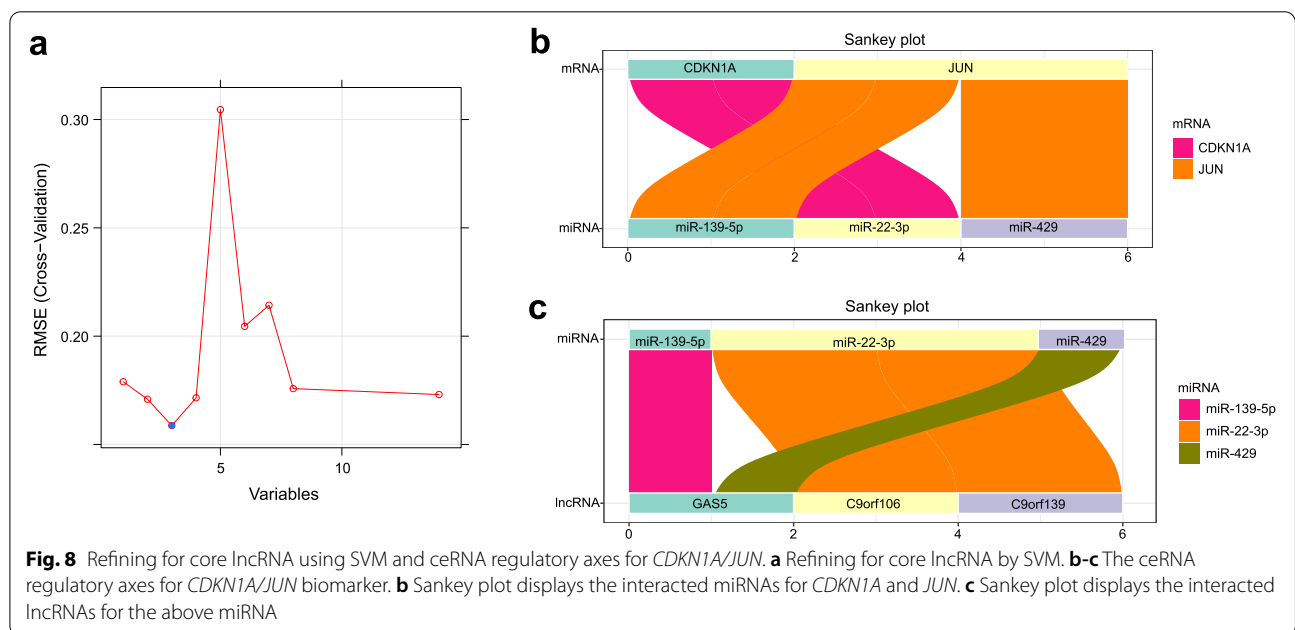 a
0.30
0.25
0.20
RMSE (Cross−Validation)
5 10
Variables
b
Sankey plot
mRNA
CDKN1A JUN
miRNA
miR-139-5p miR-22-3p miR-429
0 2 4 6
mRNA
CDKN1A
JUN
c
Sankey plot
miRNA
miR-139-5p miR-22-3p miR-429
lncRNA
GAS5 C9orf106 C9orf139
0 2 4 6
miRNA
miR-139-5p
miR-22-3p
miR-429
Fig. 8 Refining for core lncRNA using SVM and ceRNA regulatory axes for CDKN1A/JUN. a Refining for core lncRNA by SVM. b-c The ceRNA
regulatory axes for CDKN1A/JUN biomarker. b Sankey plot displays the interacted miRNAs for CDKN1A and JUN. c Sankey plot displays the interacted
lncRNAs for the above miRNA